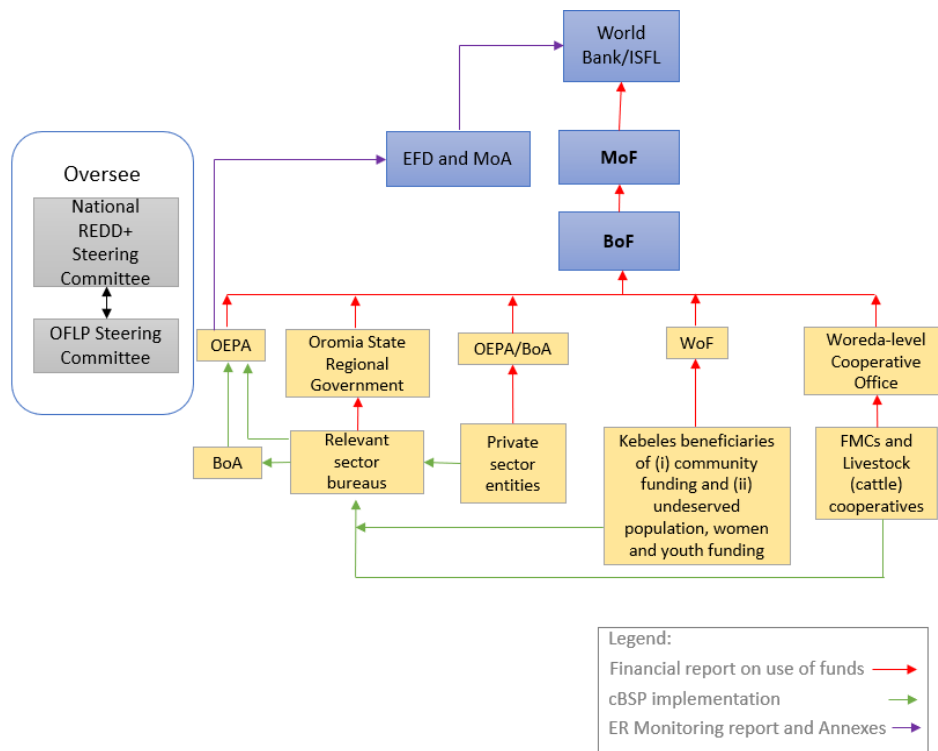 World
Bank/ISFL
EFD and MoA
MoF
Oversee
National
REDD+
Steering
Committee
BoF
OFLP Steering
Committee
OEPA
Oromia State
Regional
Government
OEPA/BoA
WoF
Woreda-level
Cooperative
Office
BoA
Relevant
sector
bureaus
Private
sector
entities
Kebeles beneficiaries
of (i) community
funding and (ii)
undeserved
population, women
and youth funding
FMCs and
Livestock
(cattle)
cooperatives
Legend:
Financial report on use of funds
cBSP implementation
ER Monitoring report and Annexes